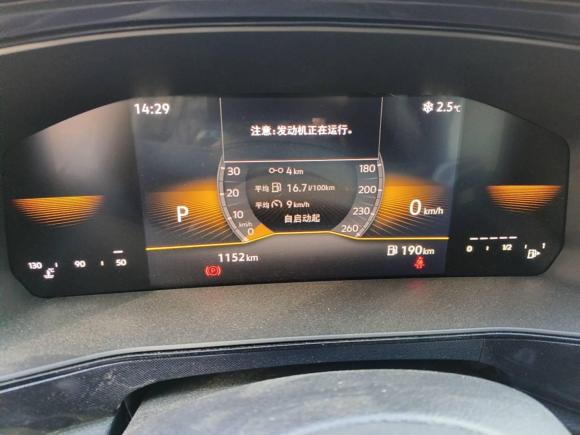 14:29
❄ 2.5℃
注意:发动机正在运行。
30
20
10
km/h
0
4 km
平均 16.7 l/100km
平均 9 km/h
自启动起
180
200
230
260
P
0 km/h
130 90 50
1152 km
190 km
0 1/2 1
(P)